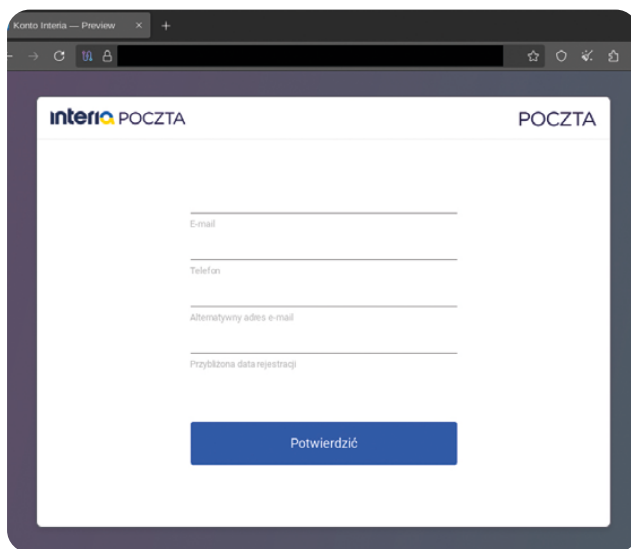 Konto Interia — Preview
interia POCZTA
POCZTA
E-mail
Telefon
Alternatywny adres e-mail
Przybliżona data rejestracji
Potwierdzić